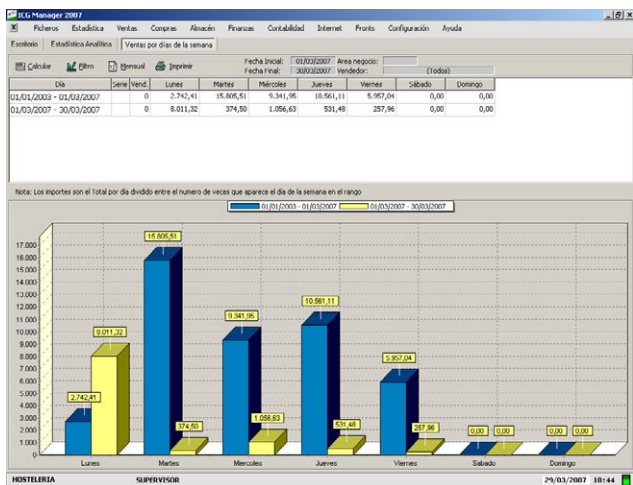 ICG Manager 2007
X Ficheros Estadística Ventas Compras Almacén Finanzas Contabilidad Internet Fronts Configuración Ayuda
Escritorio Estadística Analítica Ventas por días de la semana
Calcular Filtro Mensual Imprimir
Fecha Inicial: 01/03/2007 Area negocio:
Fecha Final: 30/03/2007 Vendedor: (Todos)
Día Serie Vend. Lunes Martes Miércoles Jueves Viernes Sábado Domingo
01/01/2003 - 01/03/2007 0 2.742,41 15.805,51 9.341,95 10.561,11 5.957,04 0,00 0,00
01/03/2007 - 30/03/2007 0 8.011,32 374,50 1.056,63 531,48 257,96 0,00 0,00
Nota: Los importes son el Total por día dividido entre el numero de veces que aparece el día de la semana en el rango
01/01/2003 - 01/03/2007 01/03/2007 - 30/03/2007
15.805,51
17.000
16.000
15.000
14.000
13.000
12.000
11.000
10.000
9.000
8.000
7.000
6.000
5.000
4.000
3.000
2.000
1.000
0
10.561,11
9.341,95
8.011,32
5.957,04
2.742,41
374,50
1.056,63
531,48
257,96
0,00 0,00 0,00 0,00
Lunes Martes Miercoles Jueves Viernes Sabado Domingo
HOSTELERIA SUPERVISOR 29/03/2007 10:44